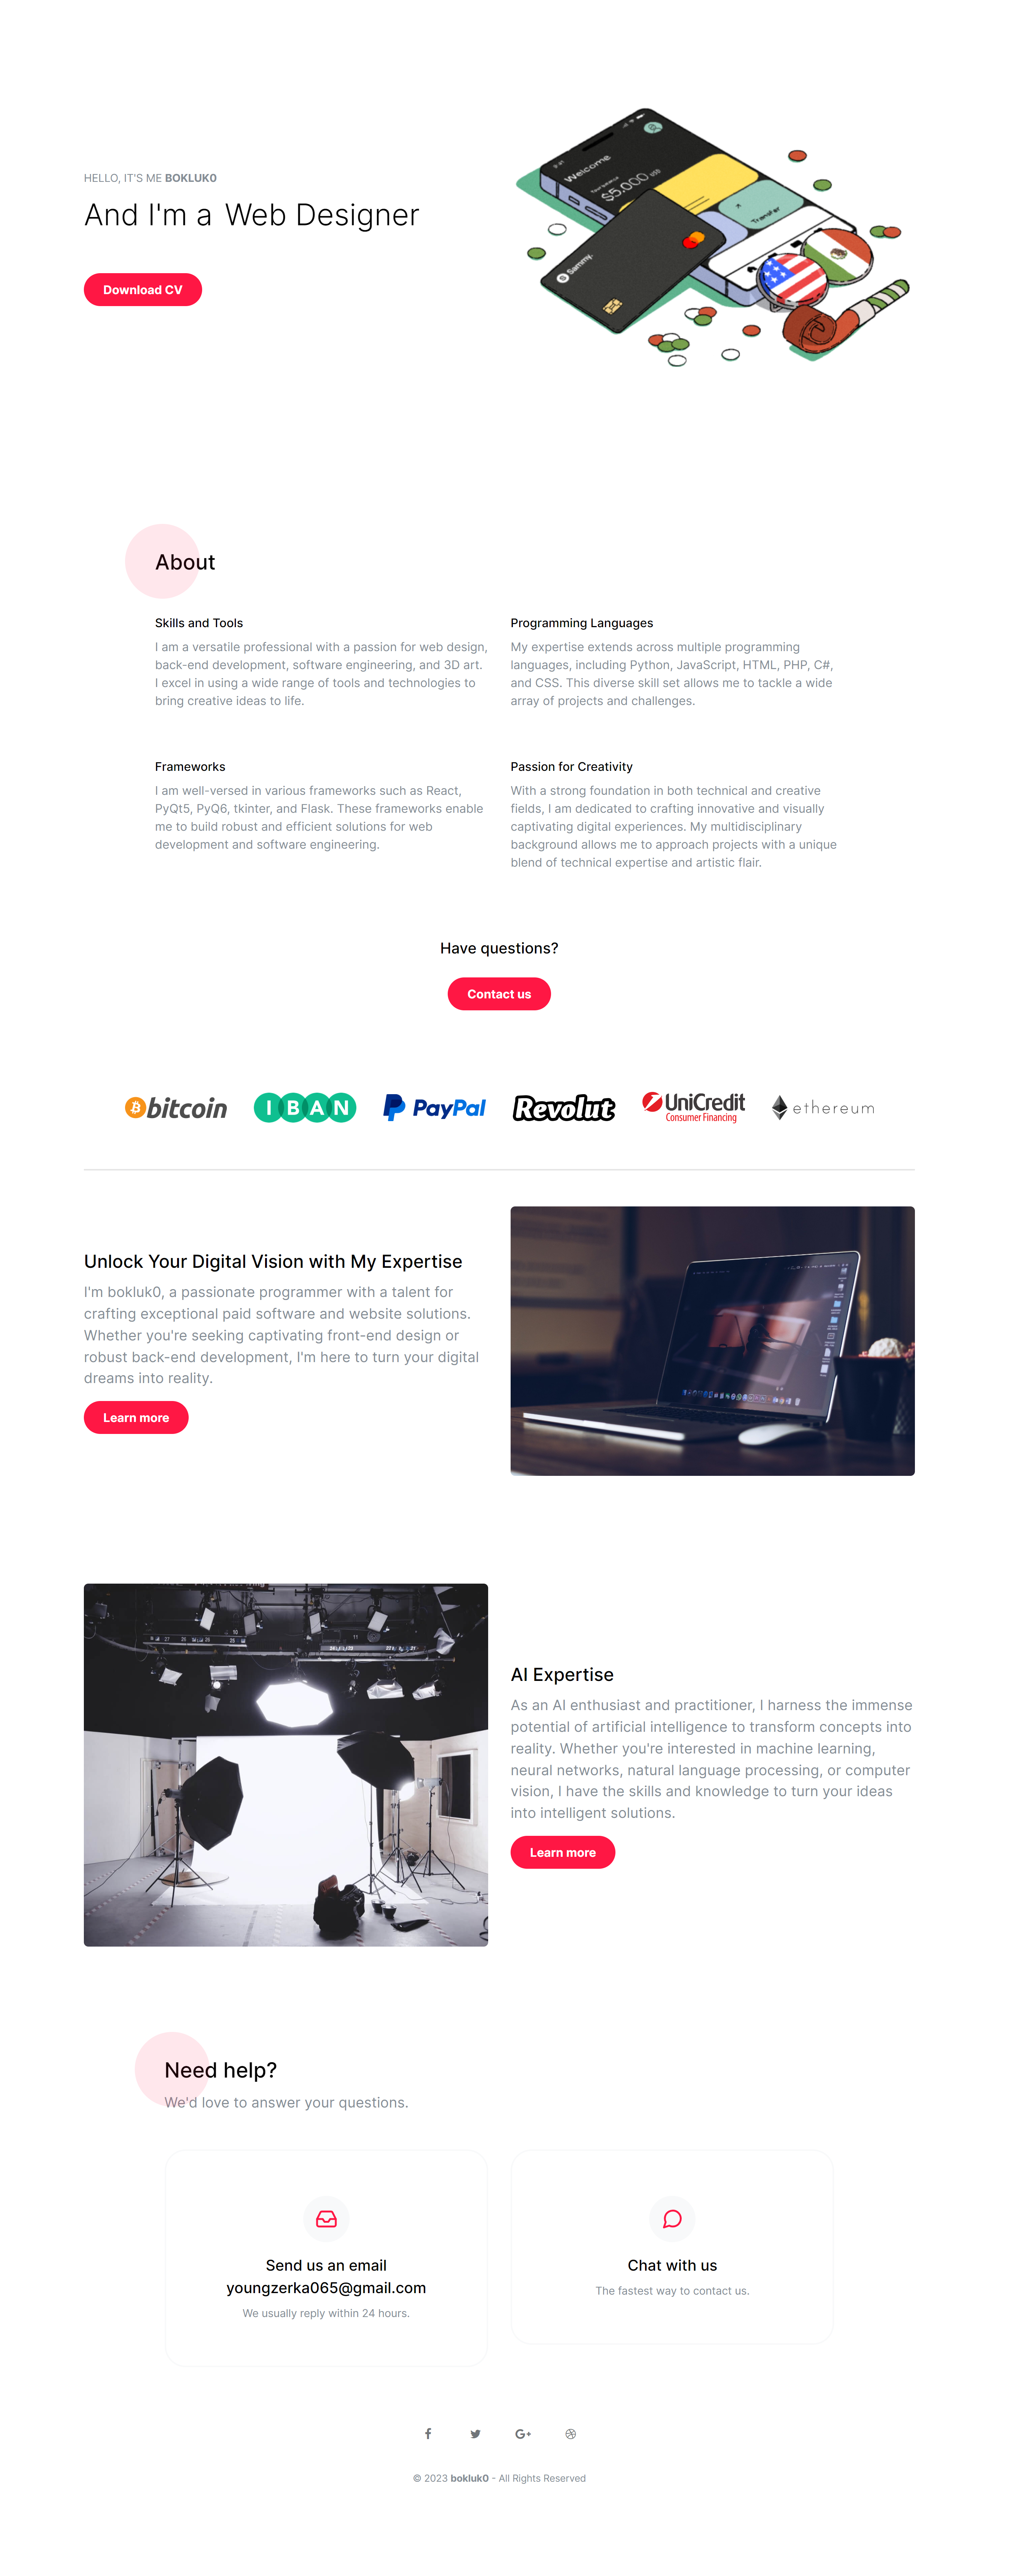 HELLO, IT'S ME BOKLUK0
And I'm a Web Designer
Download CV
9:41
Welcome
Your balance
$5,000 USD
Transfer
Sammy.
About
Skills and Tools
I am a versatile professional with a passion for web design,
back-end development, software engineering, and 3D art.
I excel in using a wide range of tools and technologies to
bring creative ideas to life.
Programming Languages
My expertise extends across multiple programming
languages, including Python, JavaScript, HTML, PHP, C#,
and CSS. This diverse skill set allows me to tackle a wide
array of projects and challenges.
Frameworks
I am well-versed in various frameworks such as React,
PyQt5, PyQ6, tkinter, and Flask. These frameworks enable
me to build robust and efficient solutions for web
development and software engineering.
Passion for Creativity
With a strong foundation in both technical and creative
fields, I am dedicated to crafting innovative and visually
captivating digital experiences. My multidisciplinary
background allows me to approach projects with a unique
blend of technical expertise and artistic flair.
Have questions?
Contact us
bitcoin
IBAN
PayPal
Revolut
UniCredit
Consumer Financing
ethereum
Unlock Your Digital Vision with My Expertise
I'm bokluk0, a passionate programmer with a talent for
crafting exceptional paid software and website solutions.
Whether you're seeking captivating front-end design or
robust back-end development, I'm here to turn your digital
dreams into reality.
Learn more
AI Expertise
As an AI enthusiast and practitioner, I harness the immense
potential of artificial intelligence to transform concepts into
reality. Whether you're interested in machine learning,
neural networks, natural language processing, or computer
vision, I have the skills and knowledge to turn your ideas
into intelligent solutions.
Learn more
Need help?
We'd love to answer your questions.
Send us an email
youngzerka065@gmail.com
We usually reply within 24 hours.
Chat with us
The fastest way to contact us.
© 2023 bokluk0 - All Rights Reserved